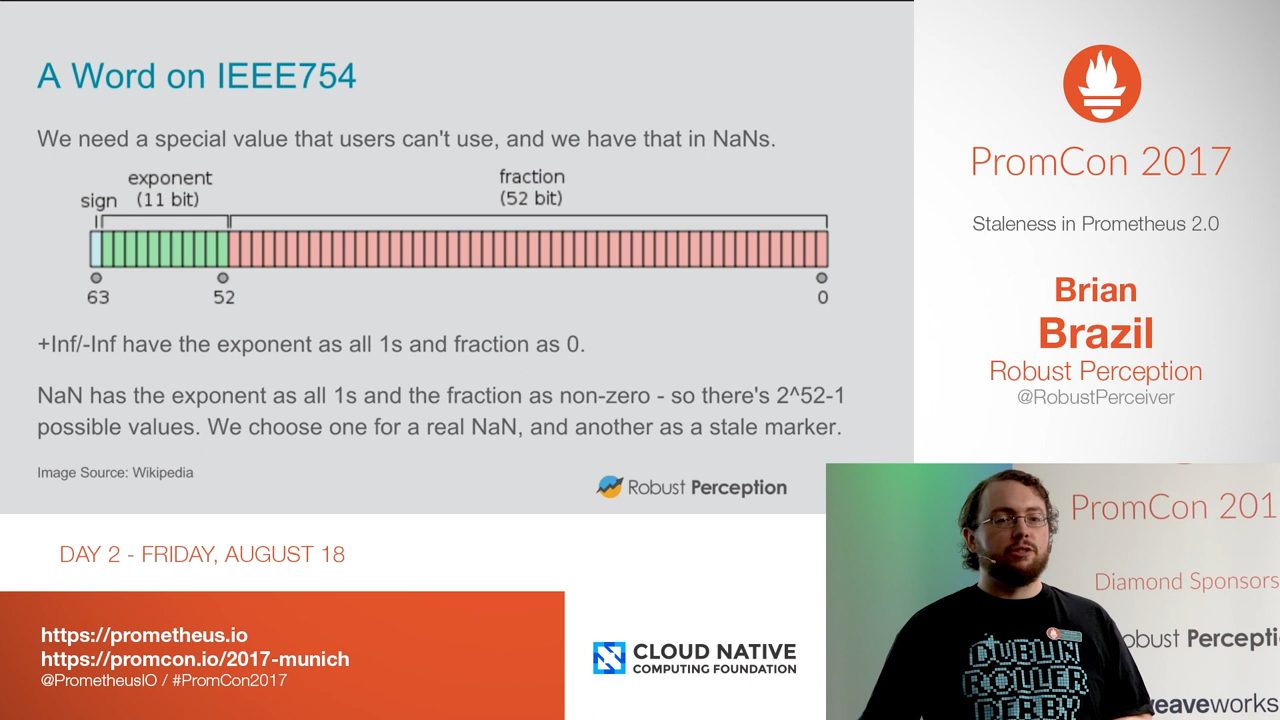 A Word on IEEE754
We need a special value that users can't use, and we have that in NaNs.
sign
exponent
(11 bit)
fraction
(52 bit)
63
52
0
+Inf/-Inf have the exponent as all 1s and fraction as 0.
NaN has the exponent as all 1s and the fraction as non-zero - so there's 2^52-1
possible values. We choose one for a real NaN, and another as a stale marker.
Image Source: Wikipedia
Robust Perception
PromCon 2017
Staleness in Prometheus 2.0
Brian
Brazil
Robust Perception
@RobustPerceiver
DAY 2 - FRIDAY, AUGUST 18
https://prometheus.io
https://promcon.io/2017-munich
@PrometheusIO / #PromCon2017
CLOUD NATIVE
COMPUTING FOUNDATION
PromCon 201
Diamond Sponsors
obust Percepti
weaveworks
DUBLIN
ROLLER
DERBY